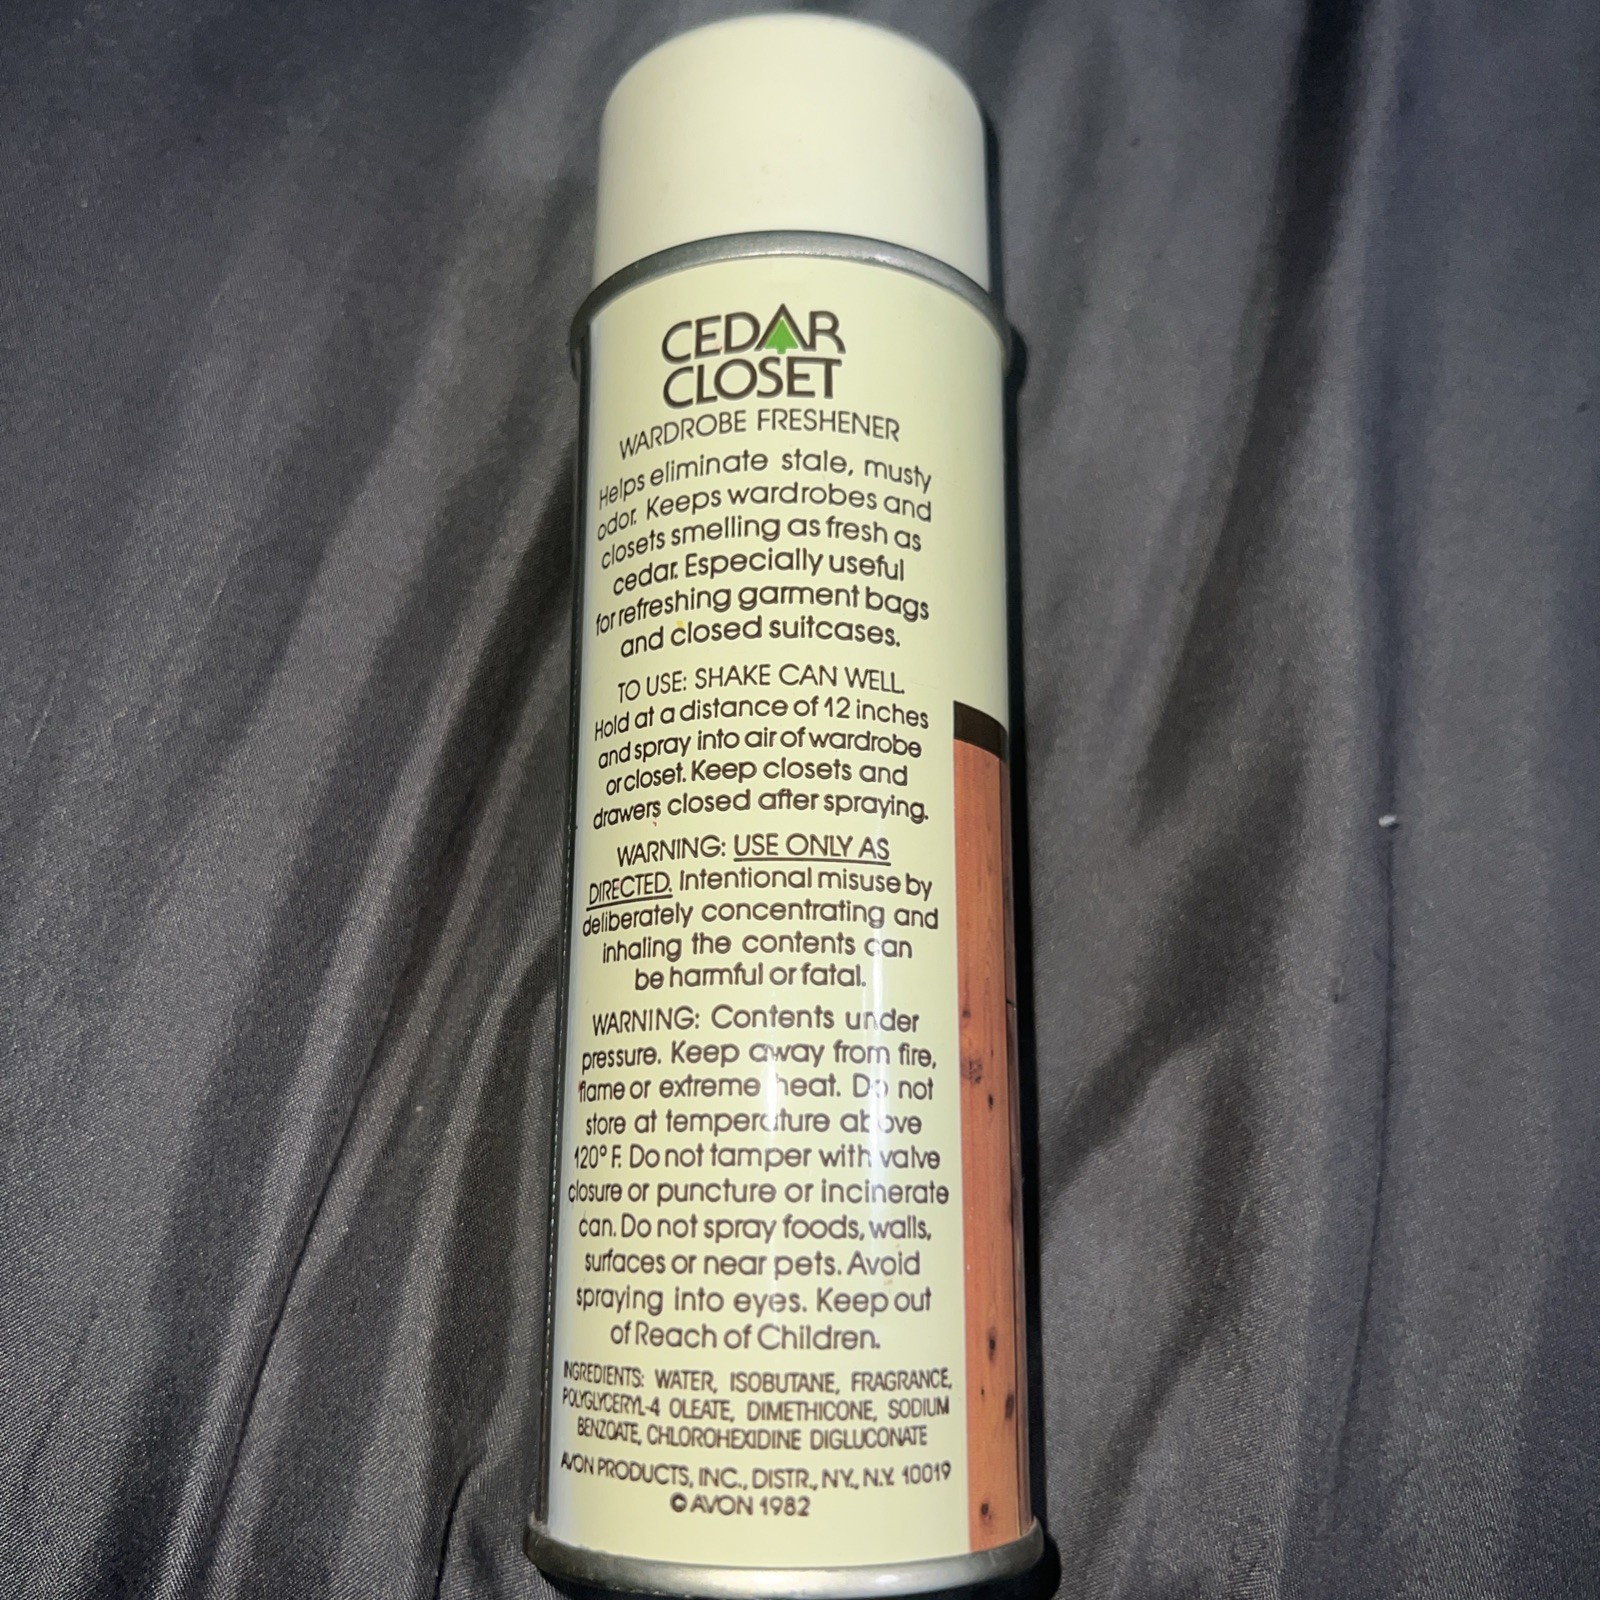 CEDAR
CLOSET
WARDROBE FRESHENER
Helps eliminate stale, musty
odor. Keeps wardrobes and
closets smelling as fresh as
cedar. Especially useful
for refreshing garment bags
and closed suitcases.
TO USE: SHAKE CAN WELL.
Hold at a distance of 12 inches
and spray into air of wardrobe
or closet. Keep closets and
drawers closed after spraying.
WARNING: USE ONLY AS
DIRECTED. Intentional misuse by
deliberately concentrating and
inhaling the contents can
be harmful or fatal.
WARNING: Contents under
pressure. Keep away from fire,
flame or extreme heat. Do not
store at temperature above
120° F. Do not tamper with valve
closure or puncture or incinerate
can. Do not spray foods, walls,
surfaces or near pets. Avoid
spraying into eyes. Keep out
of Reach of Children.
INGREDIENTS: WATER, ISOBUTANE, FRAGRANCE,
POLYGLYCERYL-4 OLEATE, DIMETHICONE, SODIUM
BENZOATE, CHLOROHEXIDINE DIGLUCONATE
AVON PRODUCTS, INC., DISTR., N.Y., N.Y. 10019
© AVON 1982